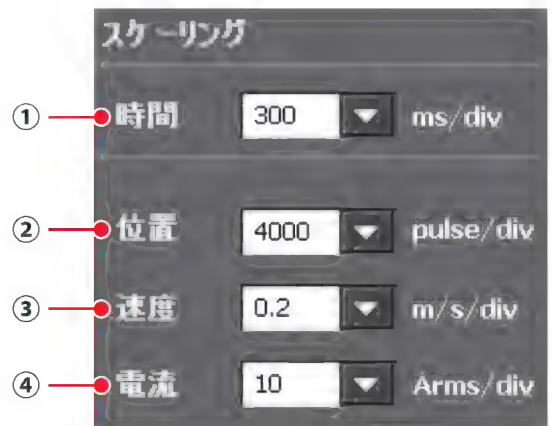 スケーリング
① 時間 300 ms/div
② 位置 4000 pulse/div
③ 速度 0.2 m/s/div
④ 電流 10 Arms/div